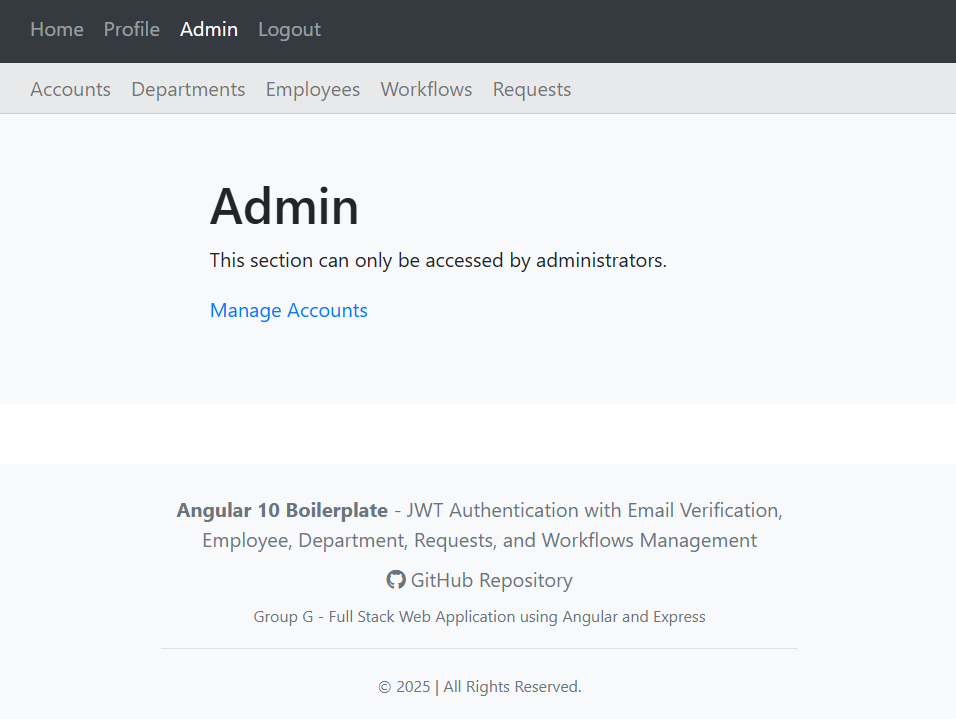 Home Profile Admin Logout
Accounts Departments Employees Workflows Requests
Admin
This section can only be accessed by administrators.
Manage Accounts
Angular 10 Boilerplate - JWT Authentication with Email Verification,
Employee, Department, Requests, and Workflows Management
GitHub Repository
Group G - Full Stack Web Application using Angular and Express
© 2025 | All Rights Reserved.